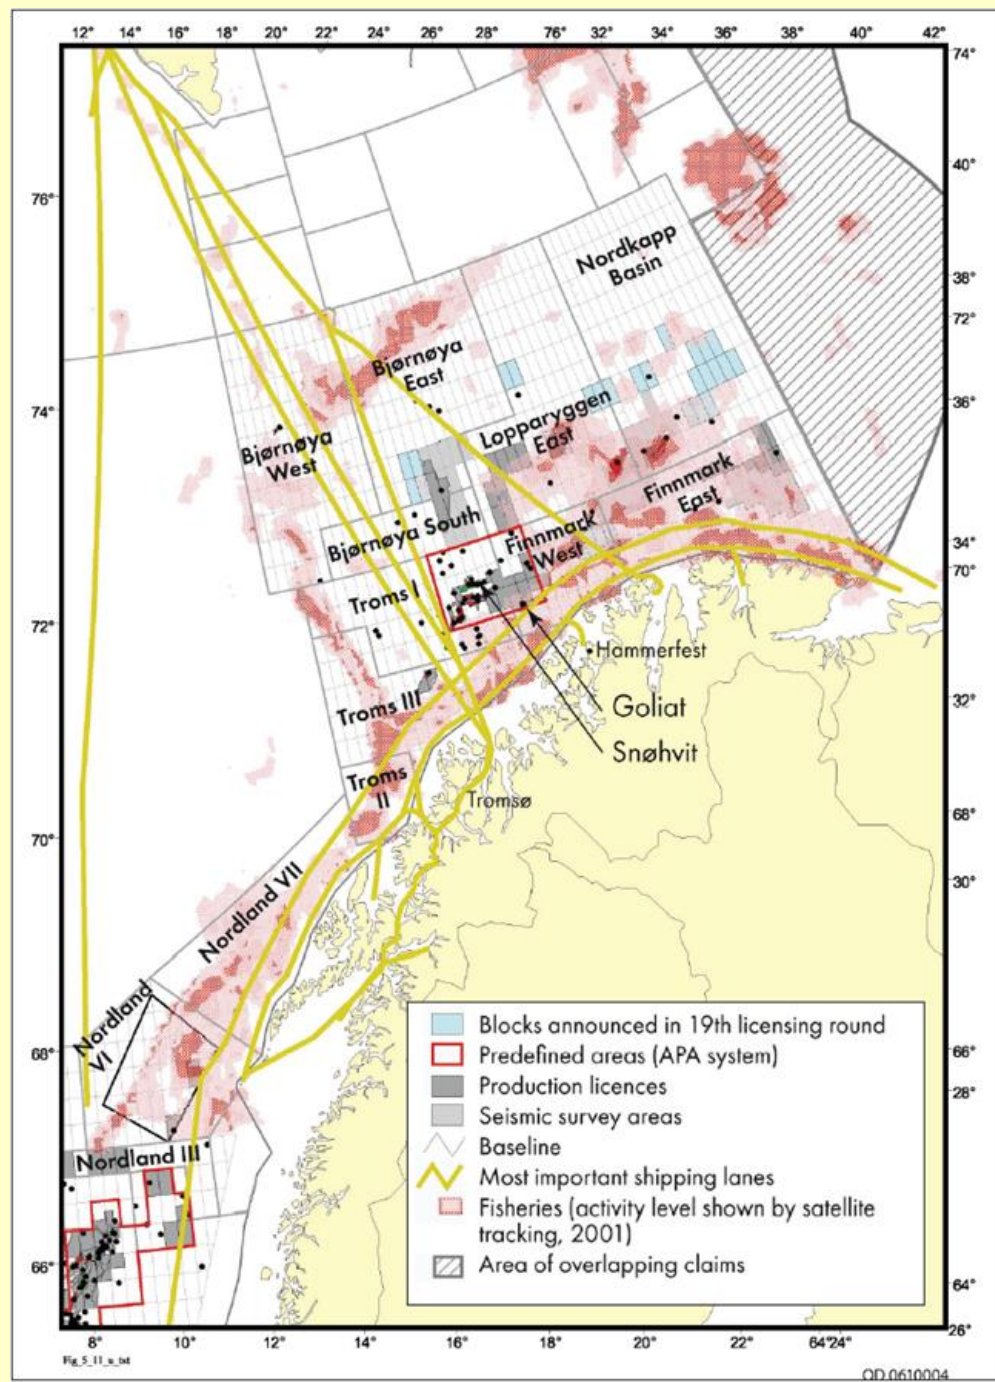 12° 14° 16° 18° 20° 22° 24° 26° 28° 76° 32° 34° 36° 38° 40° 42°
74°
40°
76°
Nordkapp
Basin
38°
72°
Bjørnøya
East
36°
74°
Lopparyggen
East
Bjørnøya
West
Finnmark
East
Bjørnøya South
Finnmark
West
34°
70°
Troms I
72°
Hammerfest
Troms III
32°
Goliat
Snøhvit
Troms
II
Tromsø
68°
70°
30°
Nordland VII
Nordland
VI
68°
66°
28°
Nordland III
66°
64°
26°
Blocks announced in 19th licensing round
Predefined areas (APA system)
Production licences
Seismic survey areas
Baseline
Most important shipping lanes
Fisheries (activity level shown by satellite
tracking, 2001)
Area of overlapping claims
8° 10° 12° 14° 16° 18° 20° 22° 64°24°
Fig_5_11_u_txt
OD 0610004